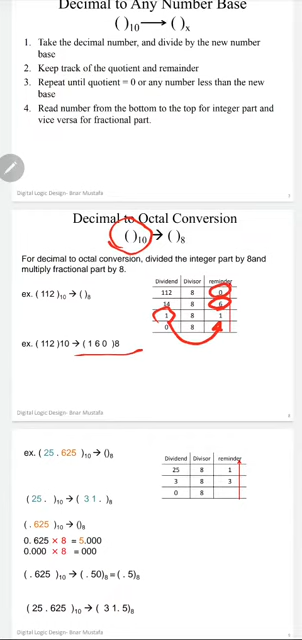 Decimal to Any Number Base
( )10 ⟶ ( )x
1. Take the decimal number, and divide by the new number
base
2. Keep track of the quotient and remainder
3. Repeat until quotient = 0 or any number less than the new
base
4. Read number from the bottom to the top for integer part and
vice versa for fractional part.
Digital Logic Design- Bnar Mustafa
Decimal to Octal Conversion
( )10 → ( )8
For decimal to octal conversion, divided the integer part by 8and
multiply fractional part by 8.
ex. ( 112 )10 → ( )8
Dividend Divisor reminder
112 8 0
14 8 6
1 8 1
0 8
ex. ( 112 )10 → ( 1 6 0 )8
Digital Logic Design- Bnar Mustafa
ex. ( 25 . 625 )10 → ()8
Dividend Divisor reminder
25 8 1
3 8 3
0 8
( 25 . )10 → ( 3 1 . )8
( .625 )10 → ()8
0. 625 × 8 = 5.000
0.000 × 8 = 000
( .625 )10 → ( .50)8 = ( .5)8
( 25 . 625 )10 → ( 3 1. 5)8
Digital Logic Design- Bnar Mustafa